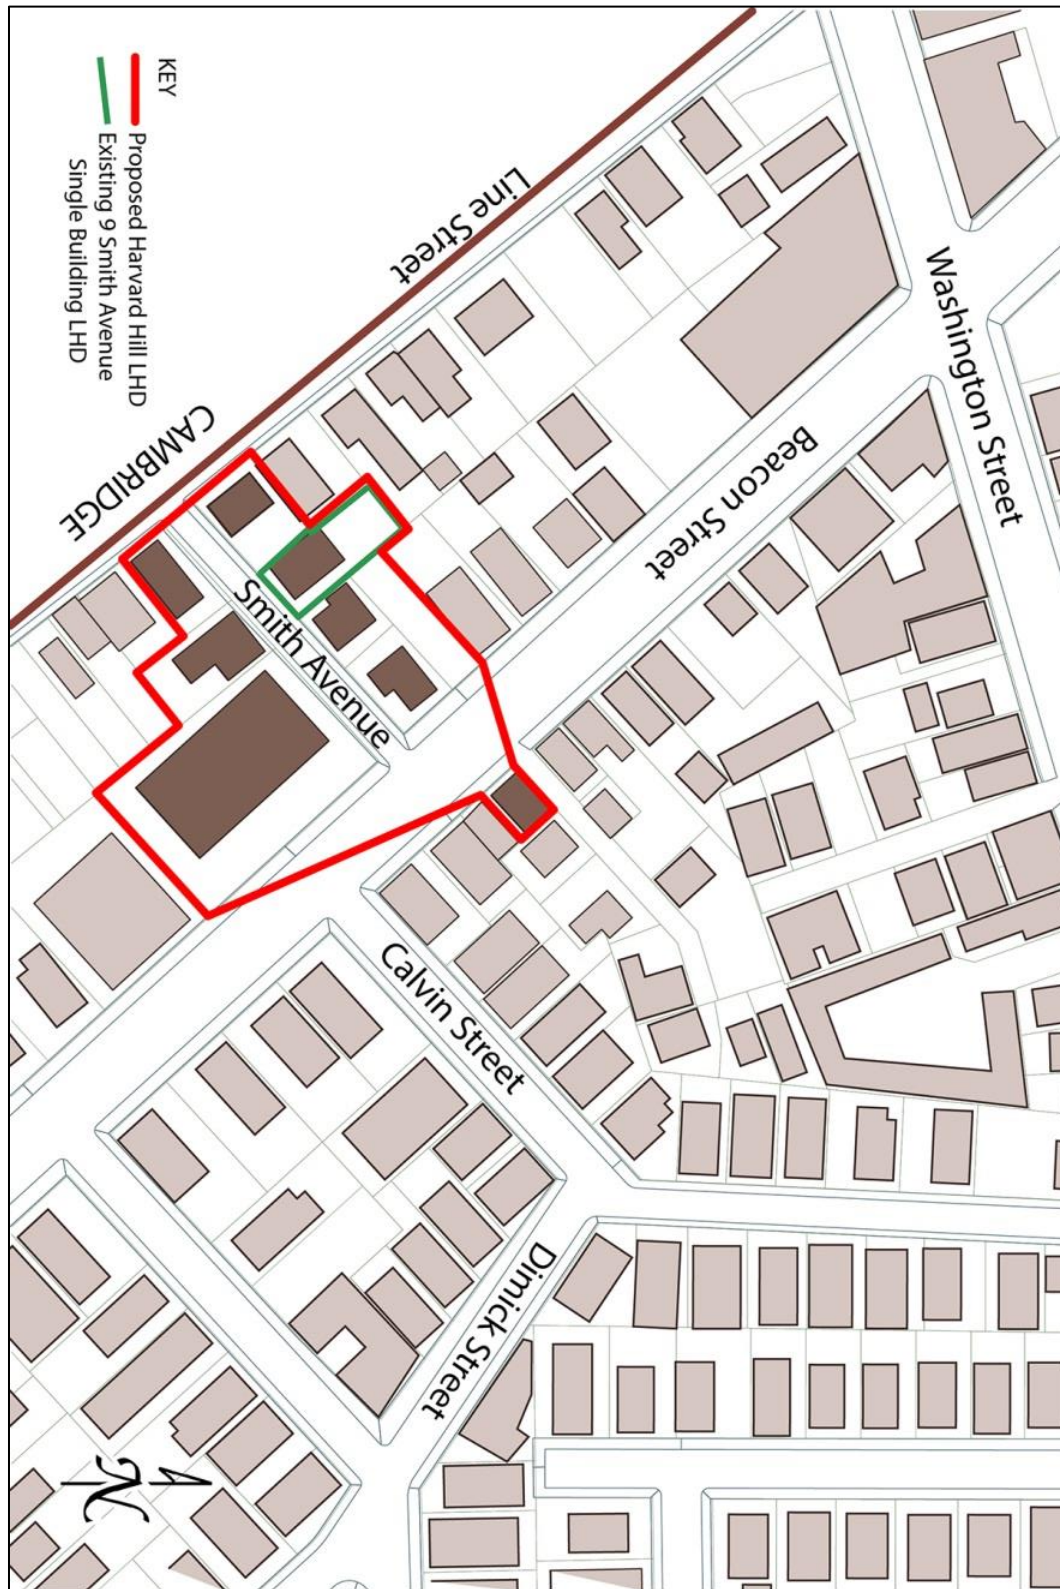 KEY
Proposed Harvard Hill LHD
Existing 9 Smith Avenue
Single Building LHD
Line Street
CAMBRIDGE
Washington Street
Beacon Street
Smith Avenue
Calvin Street
Dimick Street
N